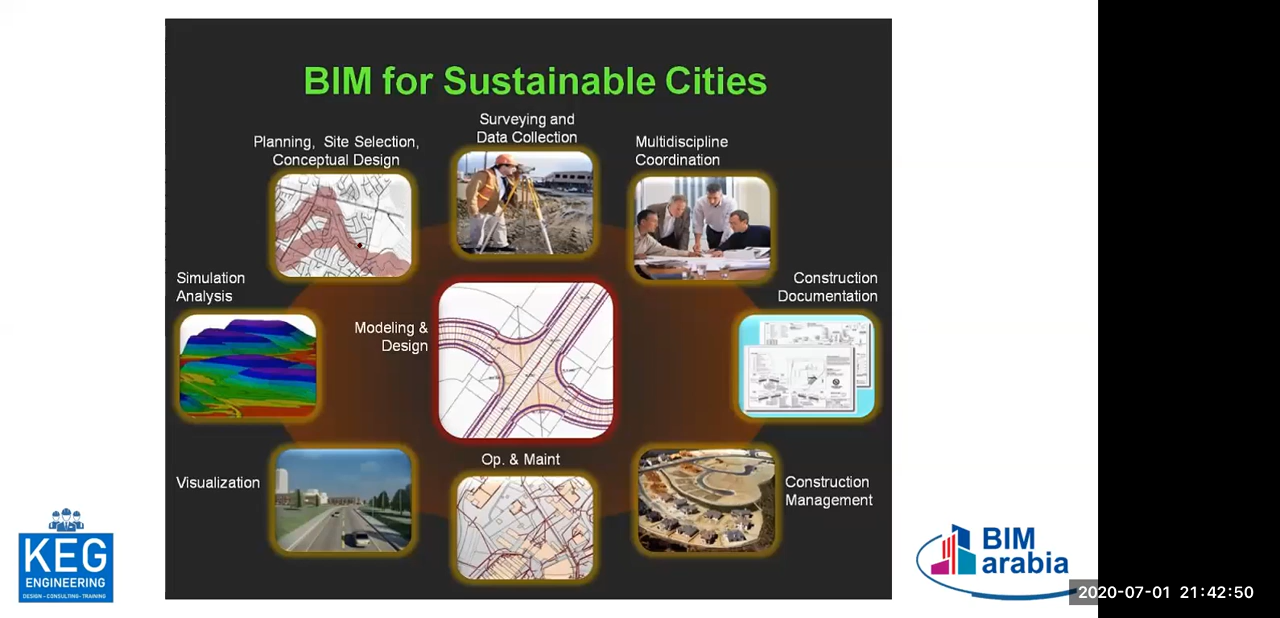 BIM for Sustainable Cities
Surveying and
Data Collection
Planning,  Site Selection,
Conceptual Design
Multidiscipline
Coordination
Simulation
Analysis
Construction
Documentation
Modeling &
Design
Op. & Maint
Visualization
Construction
Management
KEG
ENGINEERING
DESIGN – CONSULTING - TRAINING
BIM
arabia
2020-07-01  21:42:50